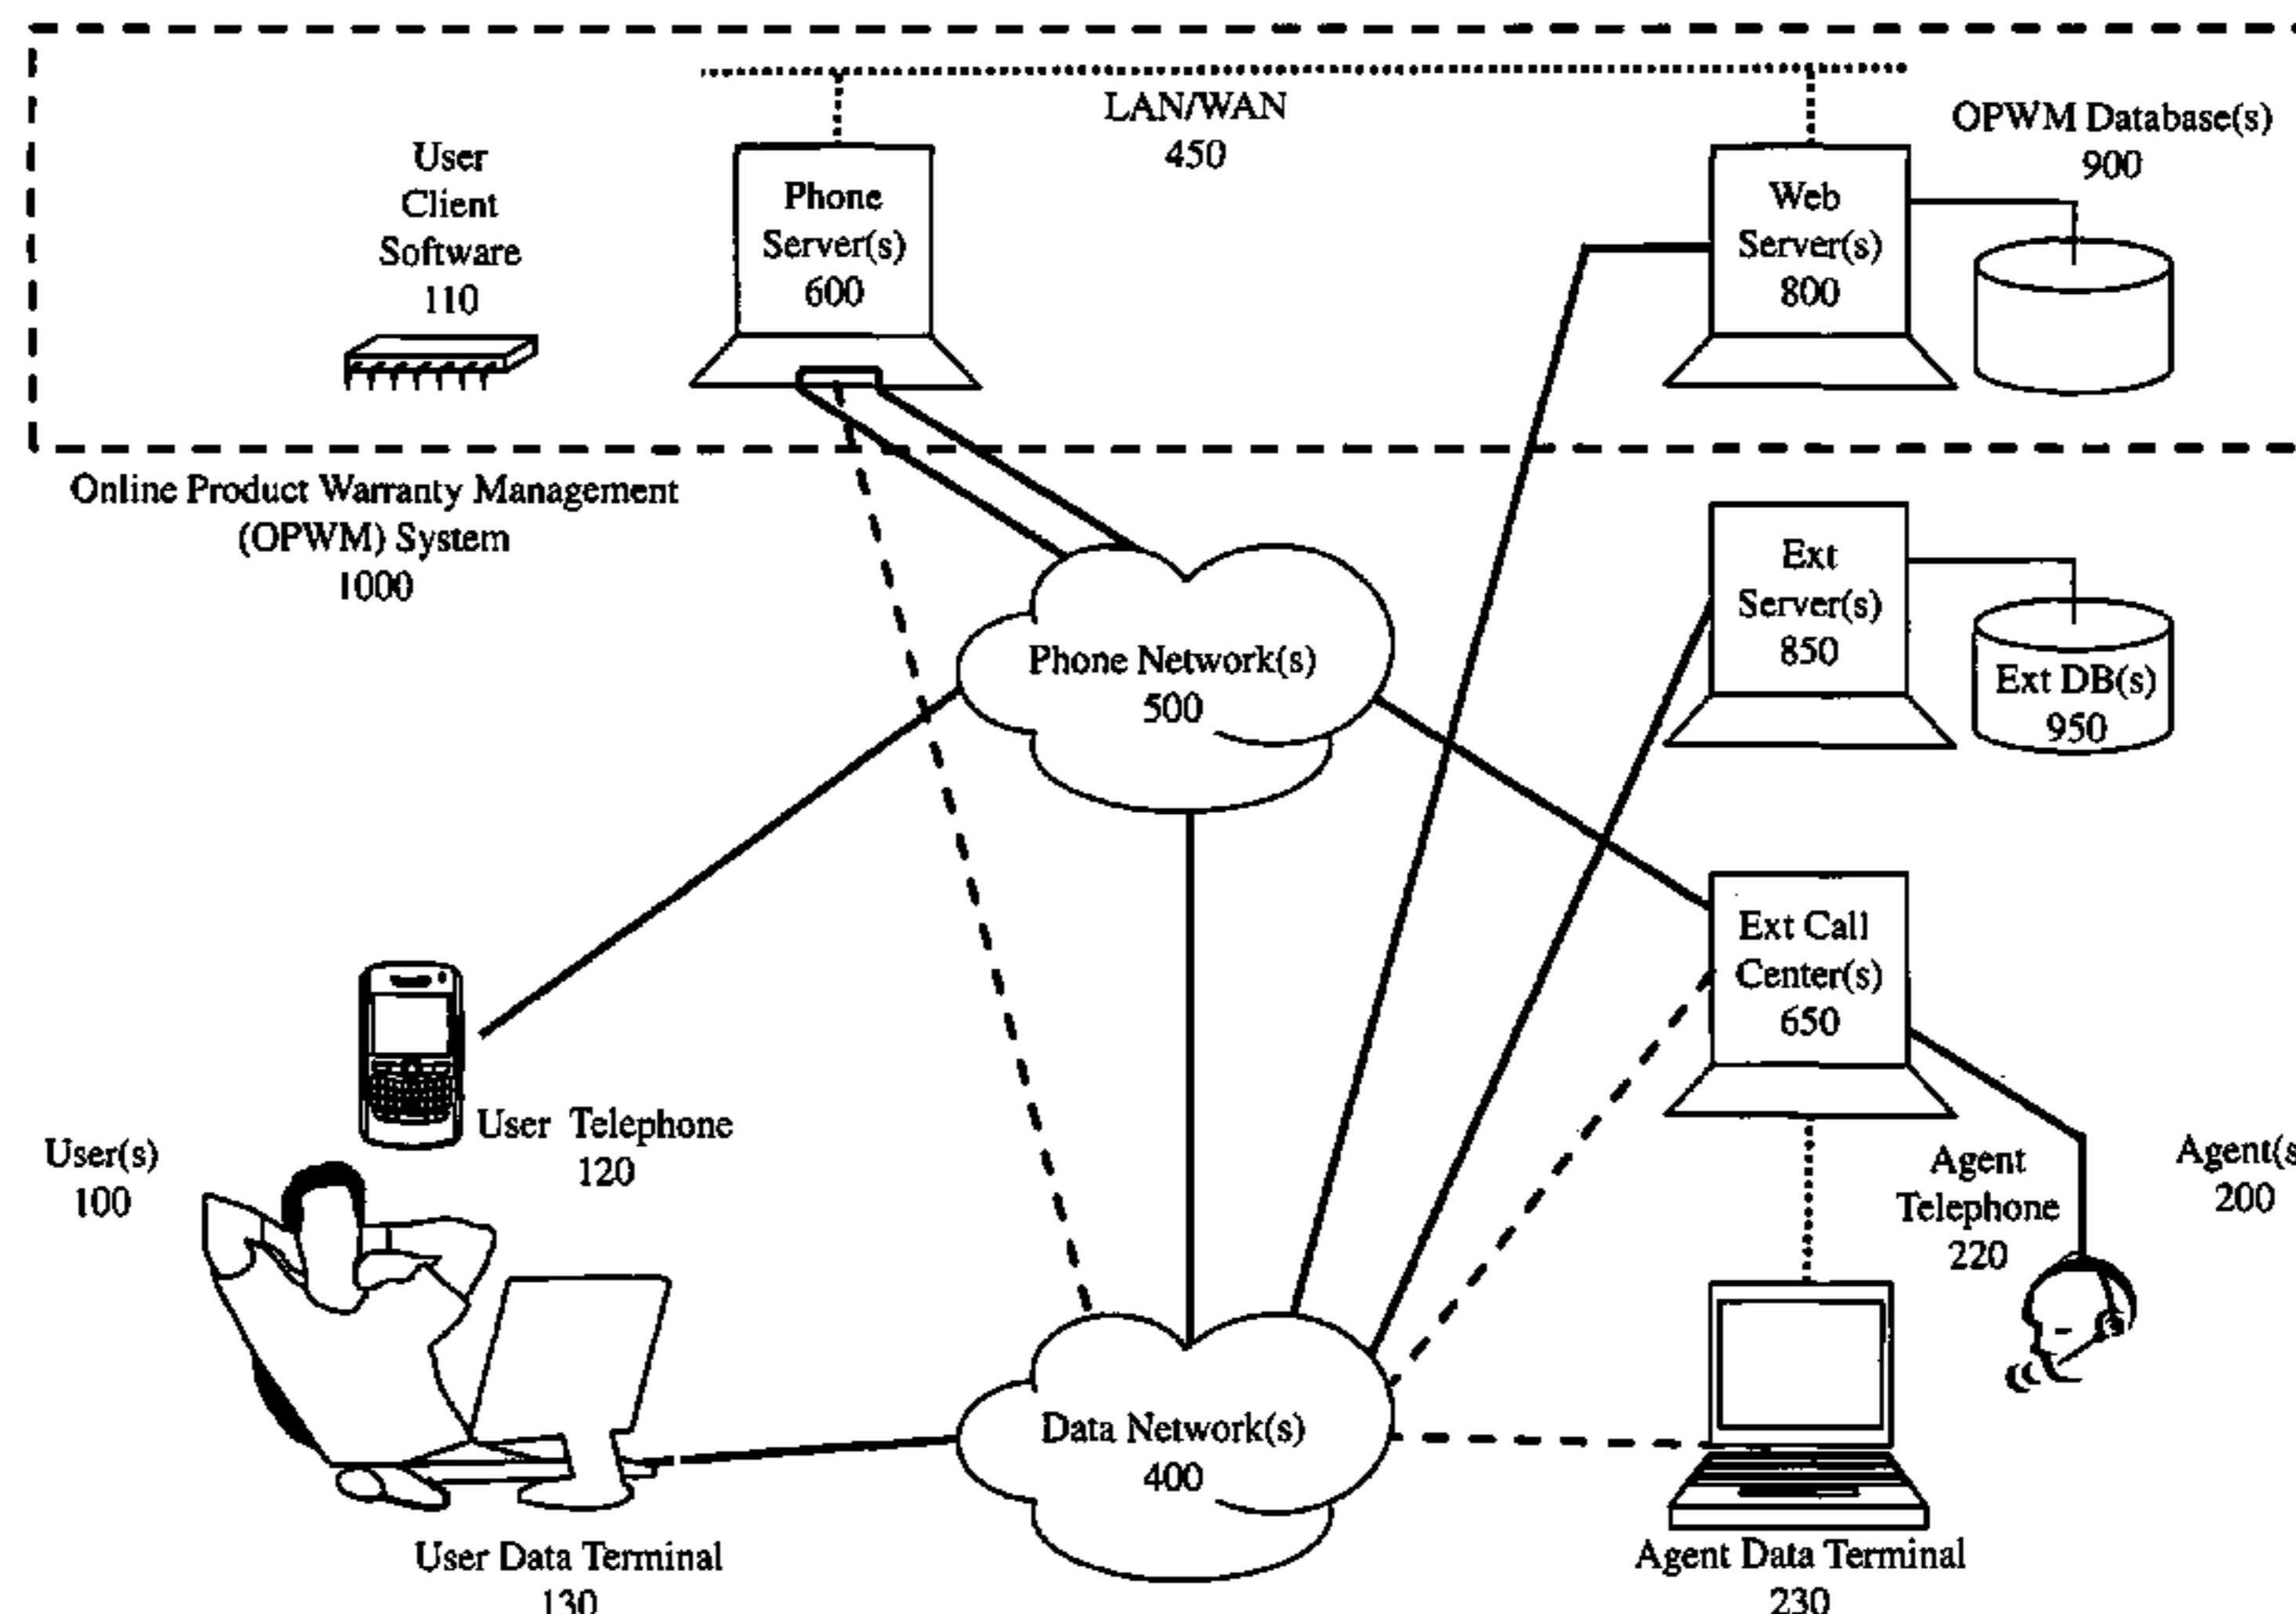 LAN/WAN
450
OPWM Database(s)
900
User
Client
Software
110
Phone
Server(s)
600
Web
Server(s)
800
Online Product Warranty Management
(OPWM) System
1000
Ext
Server(s)
850
Ext DB(s)
950
Phone Network(s)
500
Ext Call
Center(s)
650
User Telephone
120
User(s)
100
Agent
Telephone
220
Agent(s
200
Data Network(s)
400
User Data Terminal
130
Agent Data Terminal
230